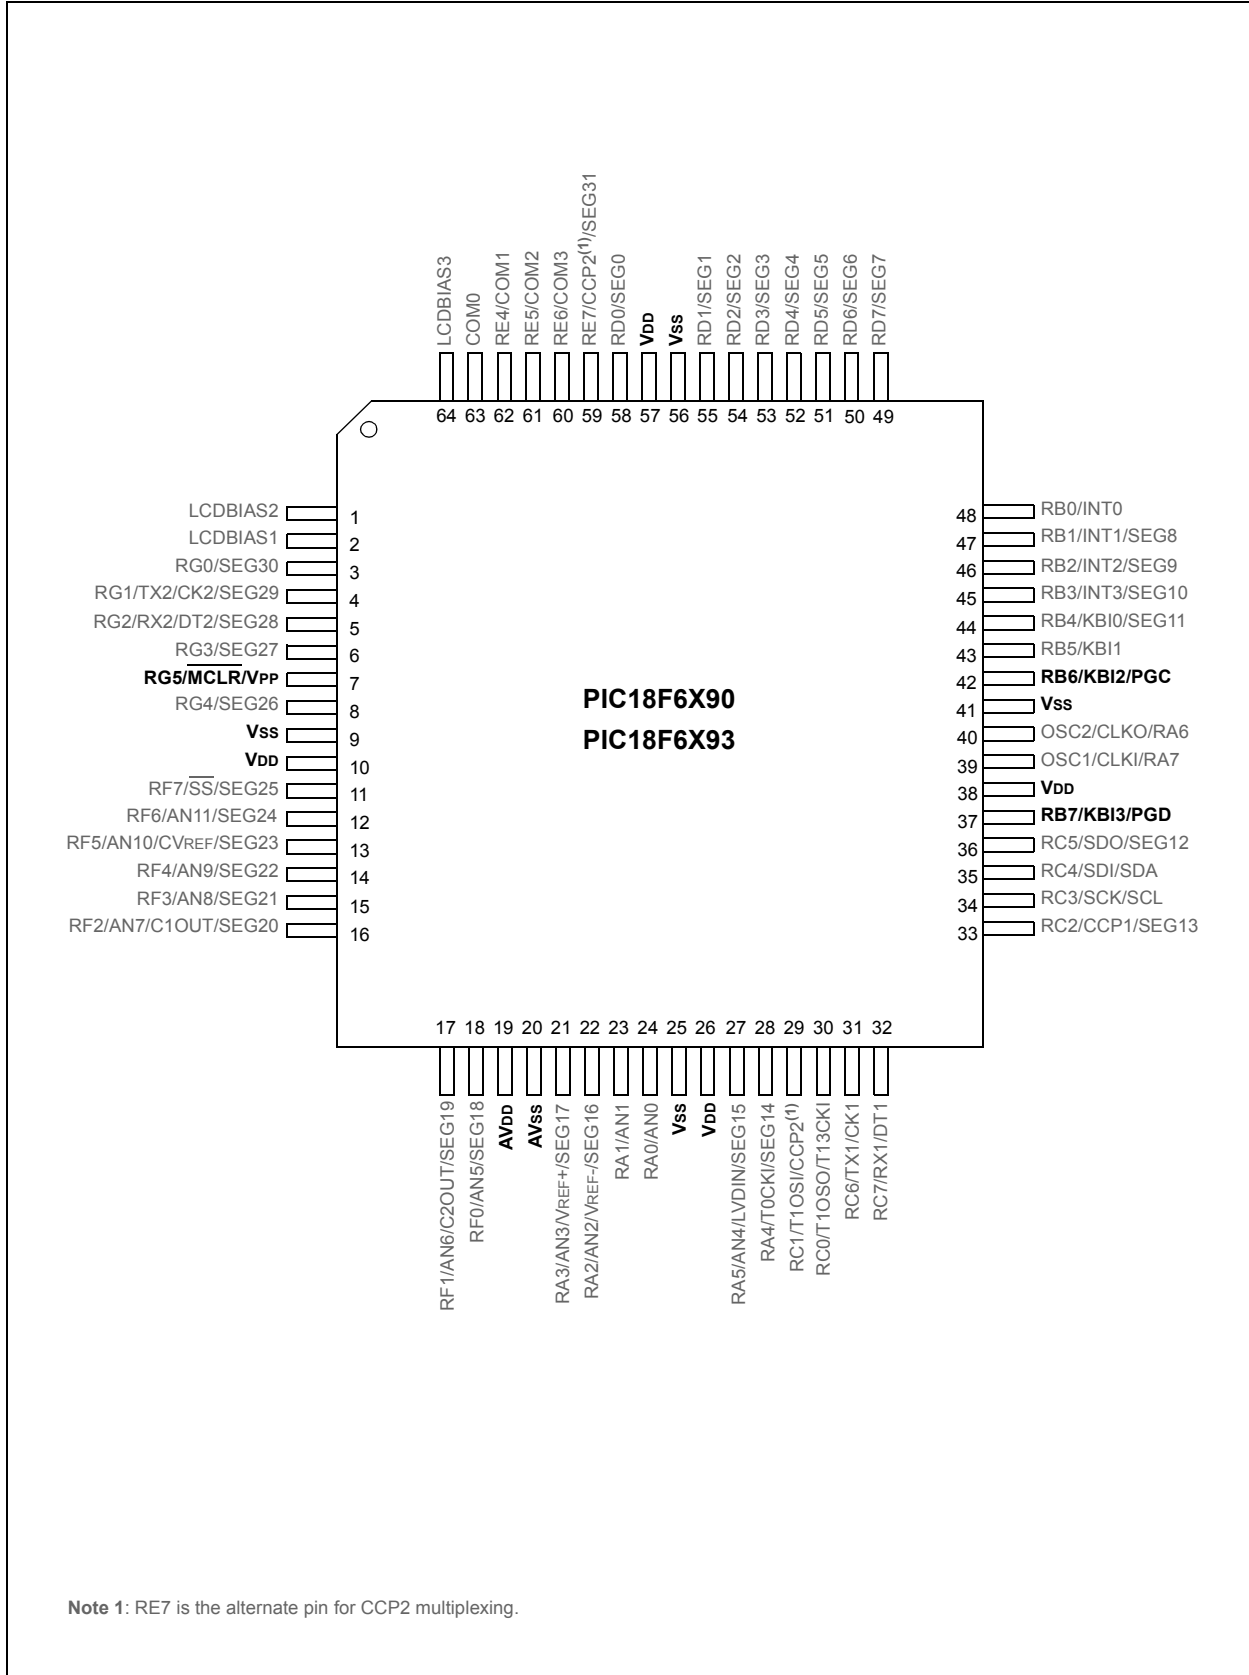 LCDBIAS3
COM0
RE4/COM1
RE5/COM2
RE6/COM3
RE7/CCP2(1)/SEG31
RD0/SEG0
VDD
VSS
RD1/SEG1
RD2/SEG2
RD3/SEG3
RD4/SEG4
RD5/SEG5
RD6/SEG6
RD7/SEG7
64 63 62 61 60 59 58 57 56 55 54 53 52 51 50 49
LCDBIAS2 1
LCDBIAS1 2
RG0/SEG30 3
RG1/TX2/CK2/SEG29 4
RG2/RX2/DT2/SEG28 5
RG3/SEG27 6
RG5/MCLR/VPP 7
RG4/SEG26 8
VSS 9
VDD 10
RF7/SS/SEG25 11
RF6/AN11/SEG24 12
RF5/AN10/CVREF/SEG23 13
RF4/AN9/SEG22 14
RF3/AN8/SEG21 15
RF2/AN7/C1OUT/SEG20 16
PIC18F6X90
PIC18F6X93
48 RB0/INT0
47 RB1/INT1/SEG8
46 RB2/INT2/SEG9
45 RB3/INT3/SEG10
44 RB4/KBI0/SEG11
43 RB5/KBI1
42 RB6/KBI2/PGC
41 VSS
40 OSC2/CLKO/RA6
39 OSC1/CLKI/RA7
38 VDD
37 RB7/KBI3/PGD
36 RC5/SDO/SEG12
35 RC4/SDI/SDA
34 RC3/SCK/SCL
33 RC2/CCP1/SEG13
17 18 19 20 21 22 23 24 25 26 27 28 29 30 31 32
RF1/AN6/C2OUT/SEG19
RF0/AN5/SEG18
AVDD
AVSS
RA3/AN3/VREF+/SEG17
RA2/AN2/VREF-/SEG16
RA1/AN1
RA0/AN0
VSS
VDD
RA5/AN4/LVDIN/SEG15
RA4/T0CKI/SEG14
RC1/T1OSI/CCP2(1)
RC0/T1OSO/T13CKI
RC6/TX1/CK1
RC7/RX1/DT1
Note 1: RE7 is the alternate pin for CCP2 multiplexing.